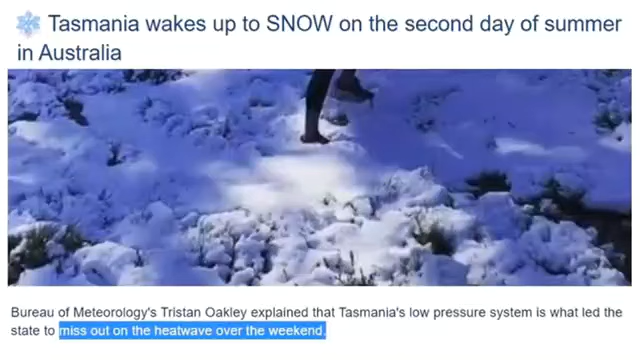 Tasmania wakes up to SNOW on the second day of summer
in Australia
Bureau of Meteorology's Tristan Oakley explained that Tasmania's low pressure system is what led the
state to miss out on the heatwave over the weekend.